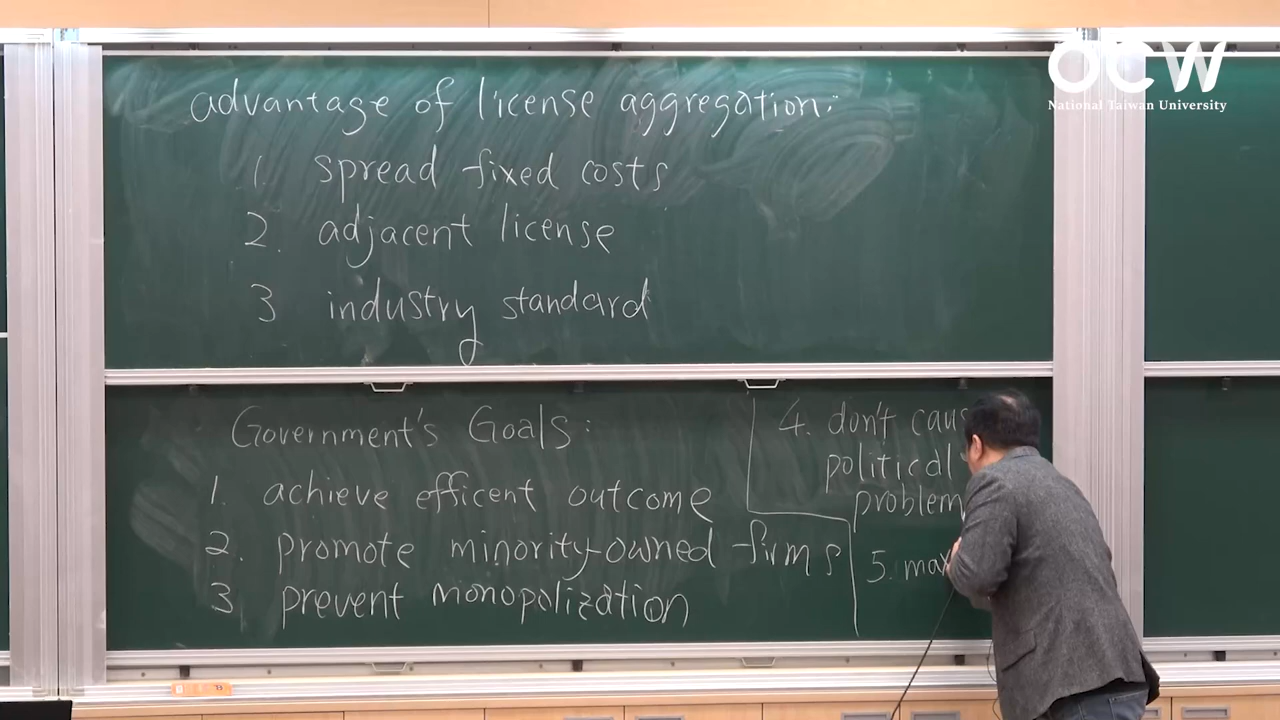 OCW
National Taiwan University
advantage of license aggregation:
1. spread fixed costs
2. adjacent license
3 industry standard
Government's Goals:
1. achieve efficent outcome
2. promote minority-owned firms
3 prevent monopolization
4. don't
political
problem
5.